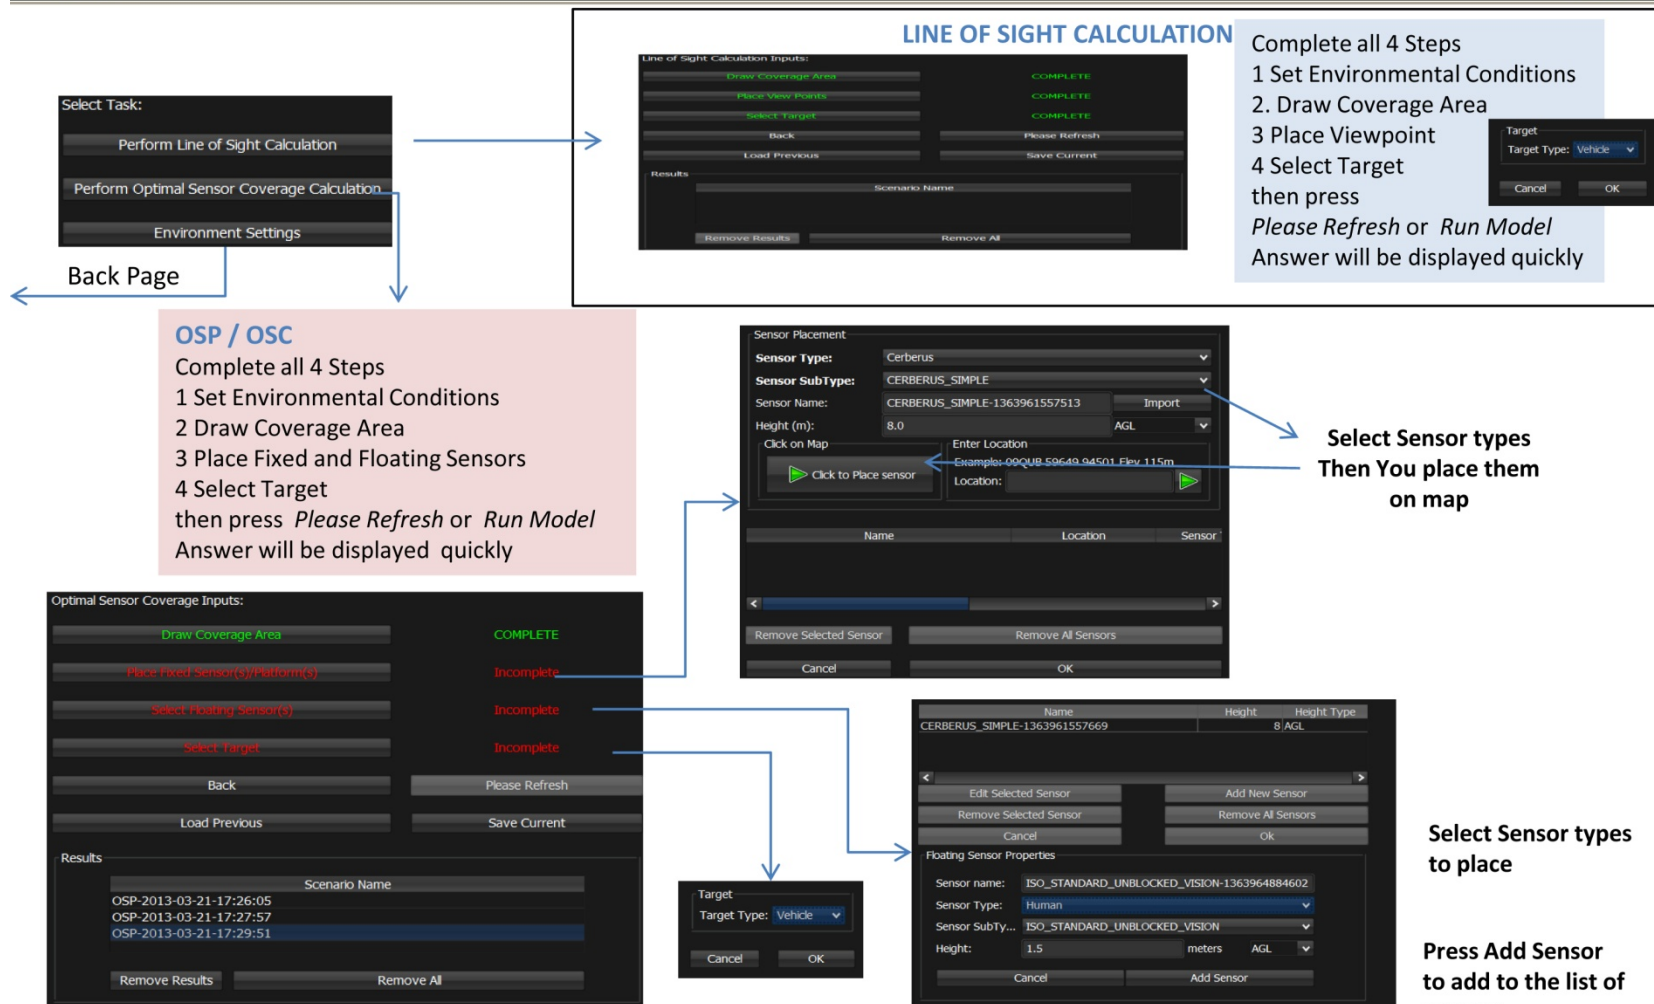 LINE OF SIGHT CALCULATION
Line of Sight Calculation Inputs:
Draw Coverage Area COMPLETE
Place View Points COMPLETE
Select Target COMPLETE
Back Please Refresh
Load Previous Save Current
Results
Scenario Name
Remove Results Remove All
Complete all 4 Steps
1 Set Environmental Conditions
2. Draw Coverage Area
3 Place Viewpoint
4 Select Target
then press
Please Refresh or Run Model
Answer will be displayed quickly
Target
Target Type: Vehicle
Cancel OK
Select Task:
Perform Line of Sight Calculation
Perform Optimal Sensor Coverage Calculation
Environment Settings
Back Page
OSP / OSC
Complete all 4 Steps
1 Set Environmental Conditions
2 Draw Coverage Area
3 Place Fixed and Floating Sensors
4 Select Target
then press Please Refresh or Run Model
Answer will be displayed quickly
Sensor Placement
Sensor Type: Cerberus
Sensor SubType: CERBERUS_SIMPLE
Sensor Name: CERBERUS_SIMPLE-1363961557513 Import
Height (m): 8.0 AGL
Click on Map
Click to Place sensor
Enter Location
Example: 09QUB 59649 94501 Elev 115m
Location:
Name Location Sensor
Remove Selected Sensor Remove All Sensors
Cancel OK
Select Sensor types
Then You place them
on map
Optimal Sensor Coverage Inputs:
Draw Coverage Area COMPLETE
Place Fixed Sensor(s)/Platform(s) Incomplete
Select Floating Sensor(s) Incomplete
Select Target Incomplete
Back Please Refresh
Load Previous Save Current
Results
Scenario Name
OSP-2013-03-21-17:26:05
OSP-2013-03-21-17:27:57
OSP-2013-03-21-17:29:51
Remove Results Remove All
Target
Target Type: Vehicle
Cancel OK
Name Height Height Type
CERBERUS_SIMPLE-1363961557669 8 AGL
Edit Selected Sensor Add New Sensor
Remove Selected Sensor Remove All Sensors
Cancel Ok
Floating Sensor Properties
Sensor name: ISO_STANDARD_UNBLOCKED_VISION-1363964884602
Sensor Type: Human
Sensor SubTy... ISO_STANDARD_UNBLOCKED_VISION
Height: 1.5 meters AGL
Cancel Add Sensor
Select Sensor types
to place
Press Add Sensor
to add to the list of